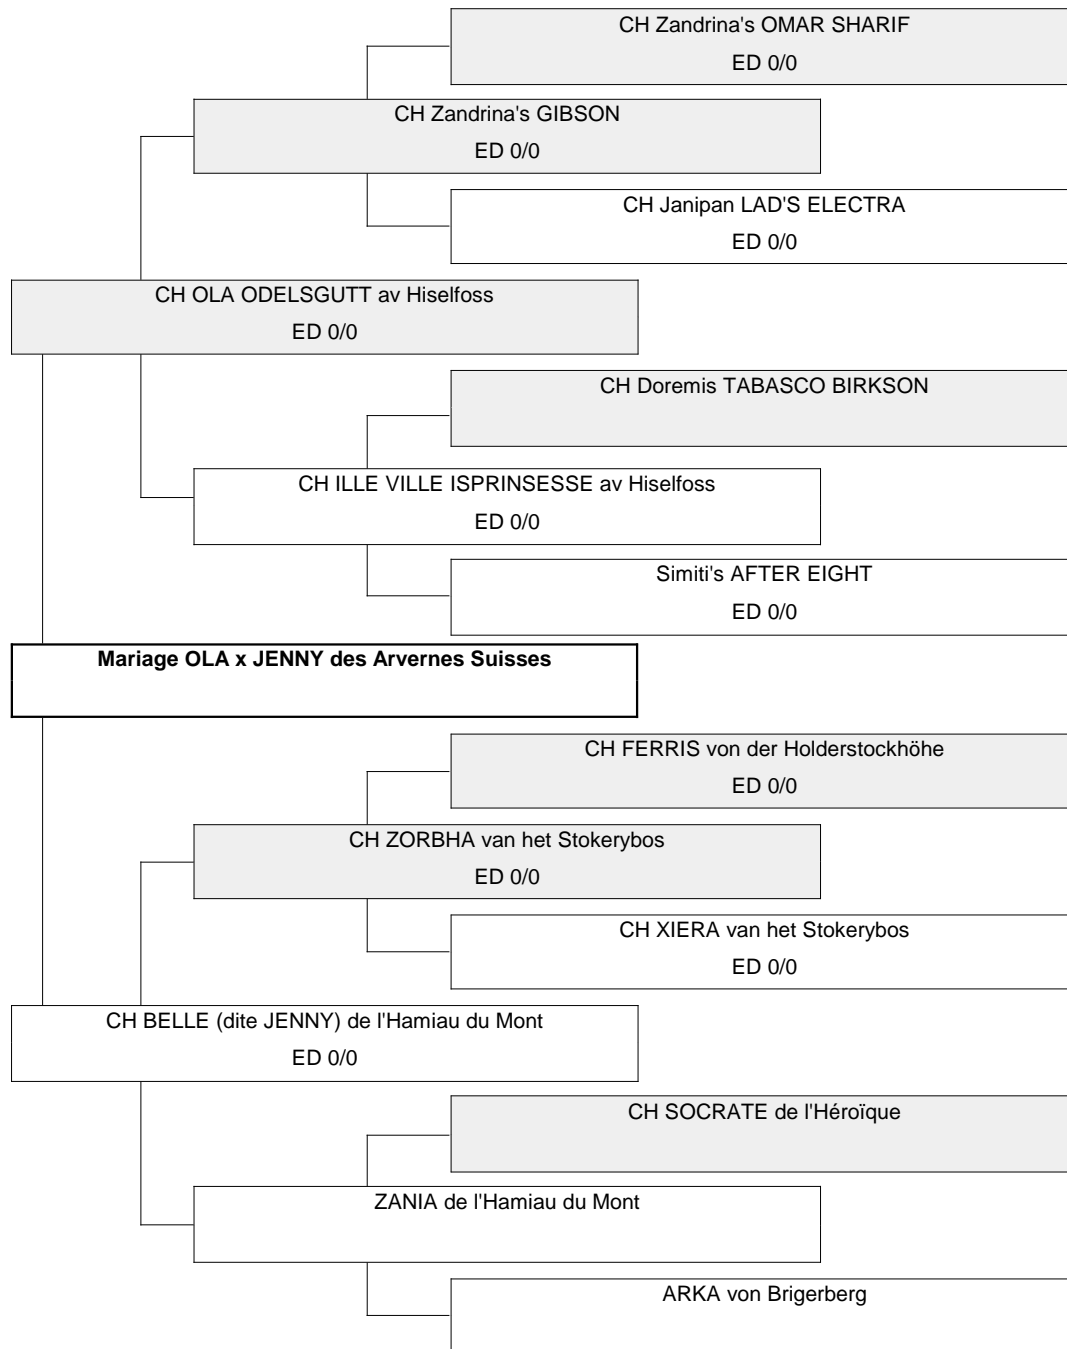 CH Zandrina's OMAR SHARIF
ED 0/0
CH Zandrina's GIBSON
ED 0/0
CH Janipan LAD'S ELECTRA
ED 0/0
CH OLA ODELSGUTT av Hiselfoss
ED 0/0
CH Doremis TABASCO BIRKSON
CH ILLE VILLE ISPRINSESSE av Hiselfoss
ED 0/0
Simiti's AFTER EIGHT
ED 0/0
Mariage OLA x JENNY des Arvernes Suisses
CH FERRIS von der Holderstockhöhe
ED 0/0
CH ZORBHA van het Stokerybos
ED 0/0
CH XIERA van het Stokerybos
ED 0/0
CH BELLE (dite JENNY) de l'Hamiau du Mont
ED 0/0
CH SOCRATE de l'Héroïque
ZANIA de l'Hamiau du Mont
ARKA von Brigerberg